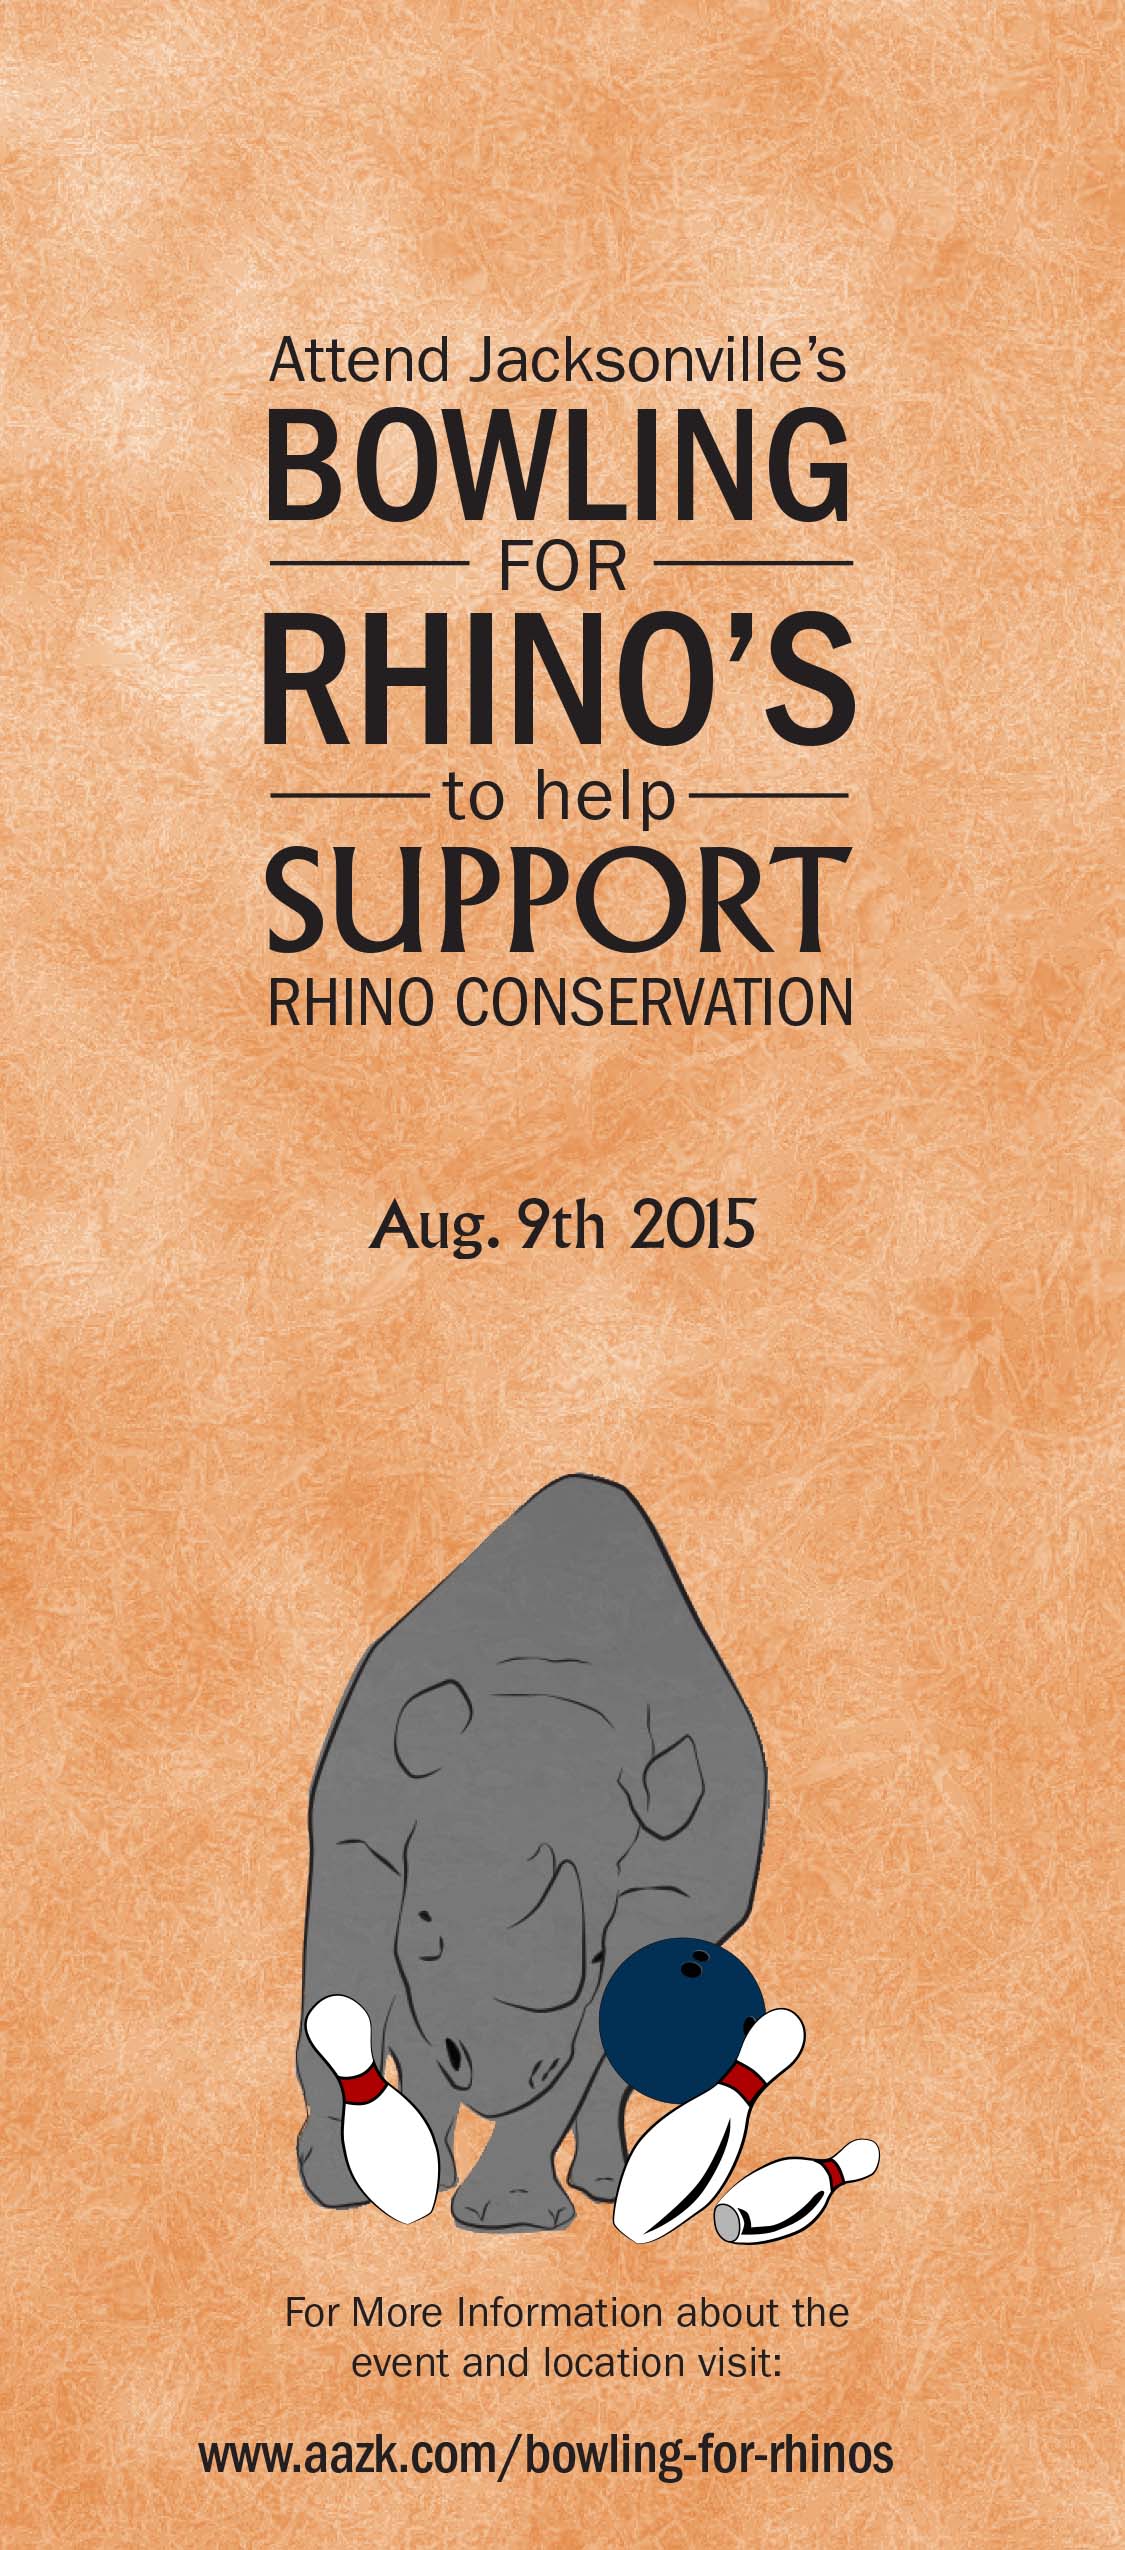 Attend Jacksonville’s
BOWLING
FOR
RHINO’S
to help
SUPPORT
RHINO CONSERVATION
Aug. 9th 2015
For More Information about the
event and location visit:
www.aazk.com/bowling-for-rhinos